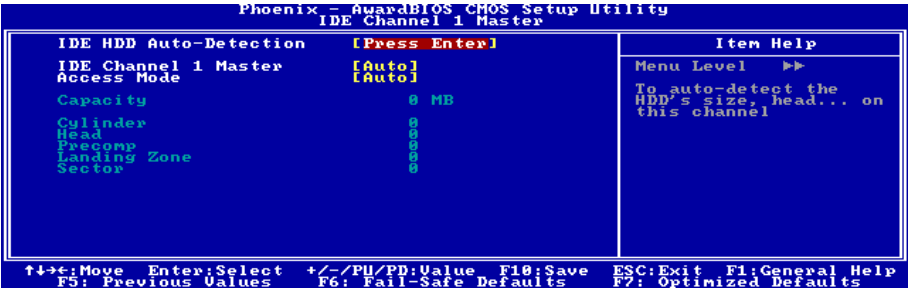 Phoenix - AwardBIOS CMOS Setup Utility
IDE Channel 1 Master
IDE HDD Auto-Detection [Press Enter]
IDE Channel 1 Master [Auto]
Access Mode [Auto]
Capacity 0 MB
Cylinder 0
Head 0
Precomp 0
Landing Zone 0
Sector 0
Item Help
Menu Level ▶▶
To auto-detect the
HDD's size, head... on
this channel
↑↓→←:Move Enter:Select +/-/PU/PD:Value F10:Save ESC:Exit F1:General Help
F5: Previous Values F6: Fail-Safe Defaults F7: Optimized Defaults